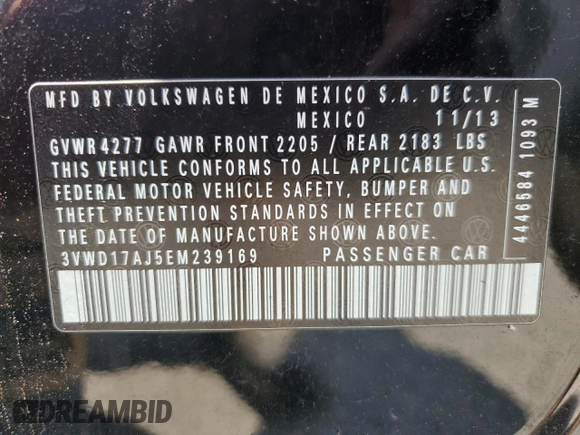 MFD BY VOLKSWAGEN DE MEXICO S.A. DE C.V.
MEXICO 11/13
GVWR 4277 GAWR FRONT 2205 / REAR 2183 LBS
THIS VEHICLE CONFORMS TO ALL APPLICABLE U.S.
FEDERAL MOTOR VEHICLE SAFETY, BUMPER AND
THEFT PREVENTION STANDARDS IN EFFECT ON
THE DATE OF MANUFACTURE SHOWN ABOVE.
3VWD17AJ5EM239169 PASSENGER CAR
4446584 1093 M
DREAMBID